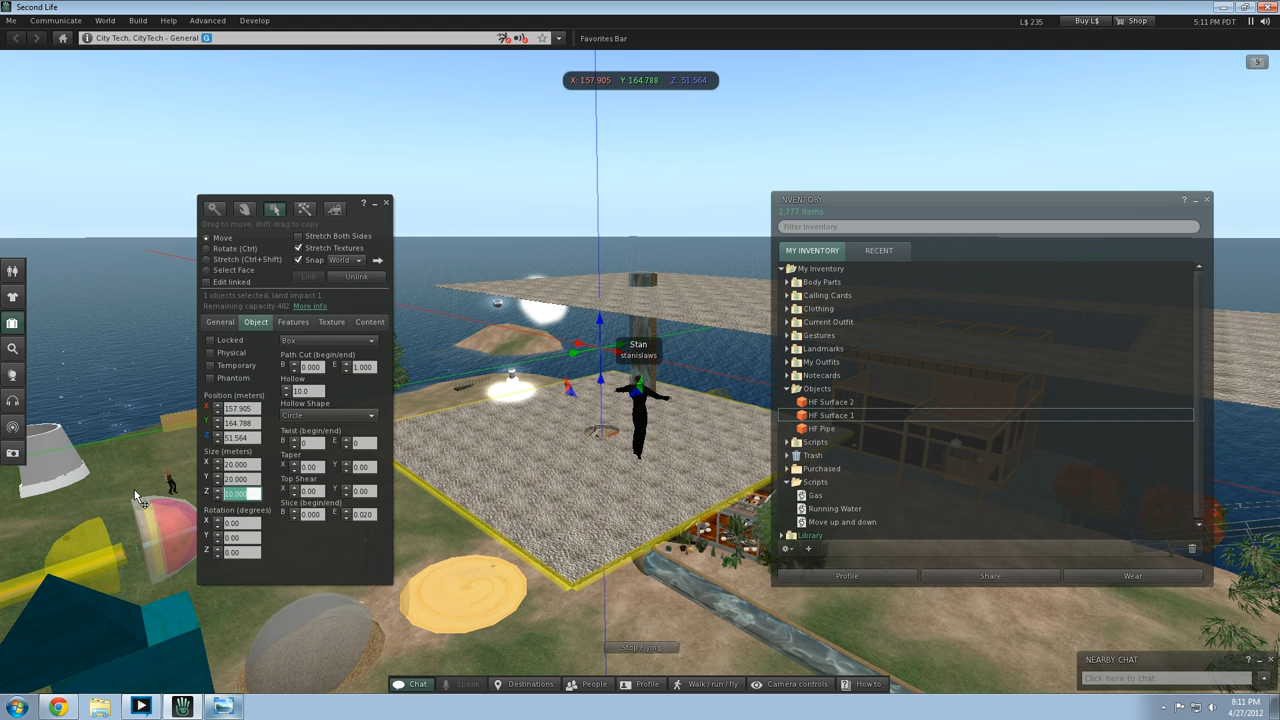 Second Life
Me Communicate World Build Help Advanced Develop
L$ 235 Buy L$ Shop 5:11 PM PDT
City Tech, CityTech - General G
Favorites Bar
X: 157.905 Y: 164.788 Z: 51.564
9
Drag to move, shift-drag to copy
Move
Rotate (Ctrl)
Stretch (Ctrl+Shift)
Select Face
Edit linked
Stretch Both Sides
Stretch Textures
Snap World
Link Unlink
1 objects selected, land impact 1
Remaining capacity 482. More info
General Object Features Texture Content
Locked
Physical
Temporary
Phantom
Position (meters)
X 157.905
Y 164.788
Z 51.564
Size (meters)
X 20.000
Y 20.000
Z 10.000
Rotation (degrees)
X 0.00
Y 0.00
Z 0.00
Box
Path Cut (begin/end)
B 0.000 E 1.000
Hollow
10.0
Hollow Shape
Circle
Twist (begin/end)
B 0 E 0
Taper
X 0.00 Y 0.00
Top Shear
X 0.00 Y 0.00
Slice (begin/end)
B 0.000 E 0.020
Stan
stanislaws
INVENTORY
2,777 Items
Filter Inventory
MY INVENTORY RECENT
My Inventory
Body Parts
Calling Cards
Clothing
Current Outfit
Gestures
Landmarks
My Outfits
Notecards
Objects
HF Surface 2
HF Surface 1
HF Pipe
Scripts
Trash
Purchased
Scripts
Gas
Running Water
Move up and down
Library
Profile Share Wear
Stop Flying
NEARBY CHAT
Click here to chat.
Chat Speak Destinations People Profile Walk / run / fly Camera controls How to
8:11 PM
4/27/2012